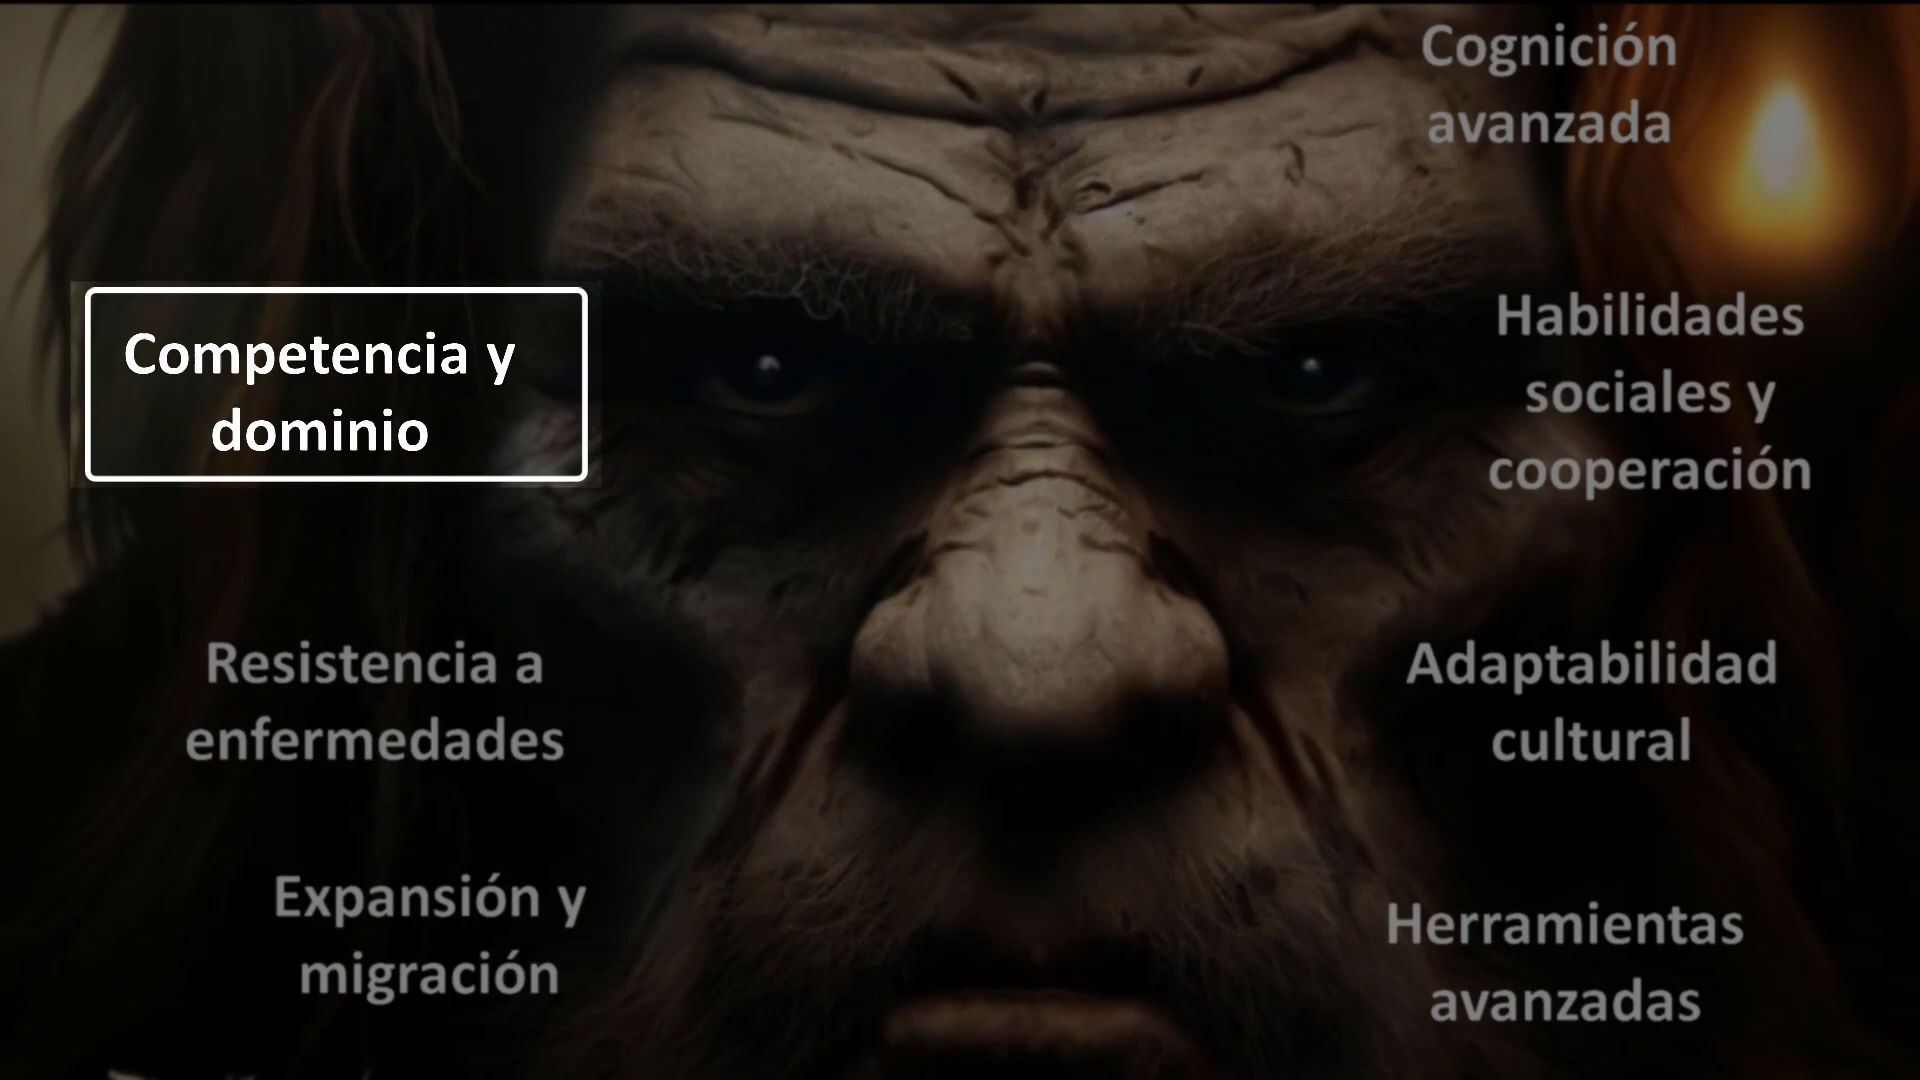 Cognición
avanzada
Competencia y
dominio
Habilidades
sociales y
cooperación
Resistencia a
enfermedades
Adaptabilidad
cultural
Expansión y
migración
Herramientas
avanzadas